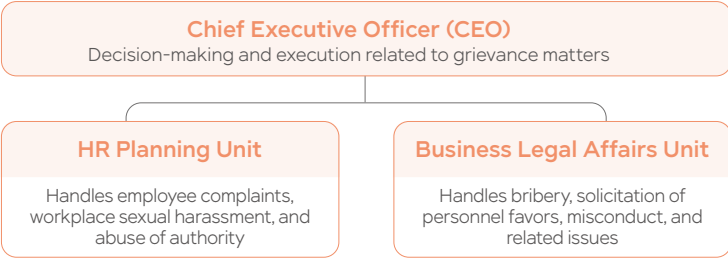 Chief Executive Officer (CEO)
Decision-making and execution related to grievance matters
HR Planning Unit
Handles employee complaints,
workplace sexual harassment, and
abuse of authority
Business Legal Affairs Unit
Handles bribery, solicitation of
personnel favors, misconduct, and
related issues